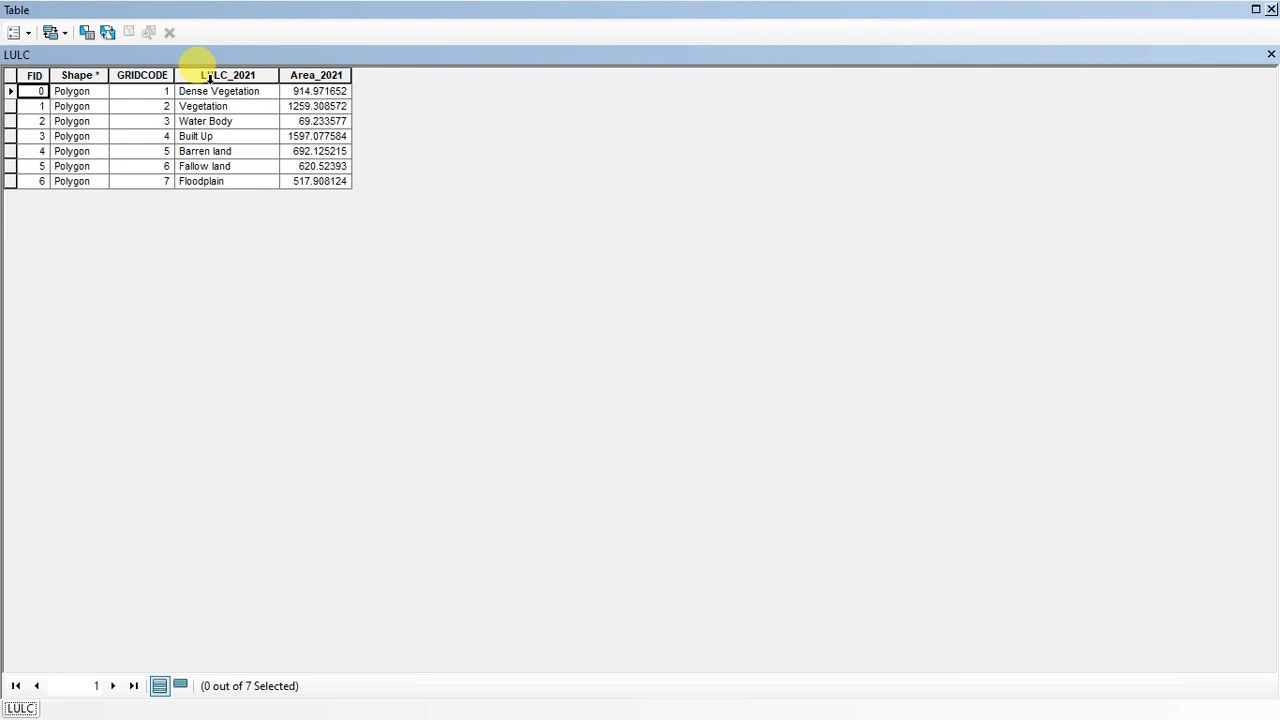 Table
LULC
FID Shape * GRIDCODE LULC_2021 Area_2021
0 Polygon 1 Dense Vegetation 914.971652
1 Polygon 2 Vegetation 1259.308572
2 Polygon 3 Water Body 69.233577
3 Polygon 4 Built Up 1597.077584
4 Polygon 5 Barren land 692.125215
5 Polygon 6 Fallow land 620.52393
6 Polygon 7 Floodplain 517.908124
1 (0 out of 7 Selected)
LULC